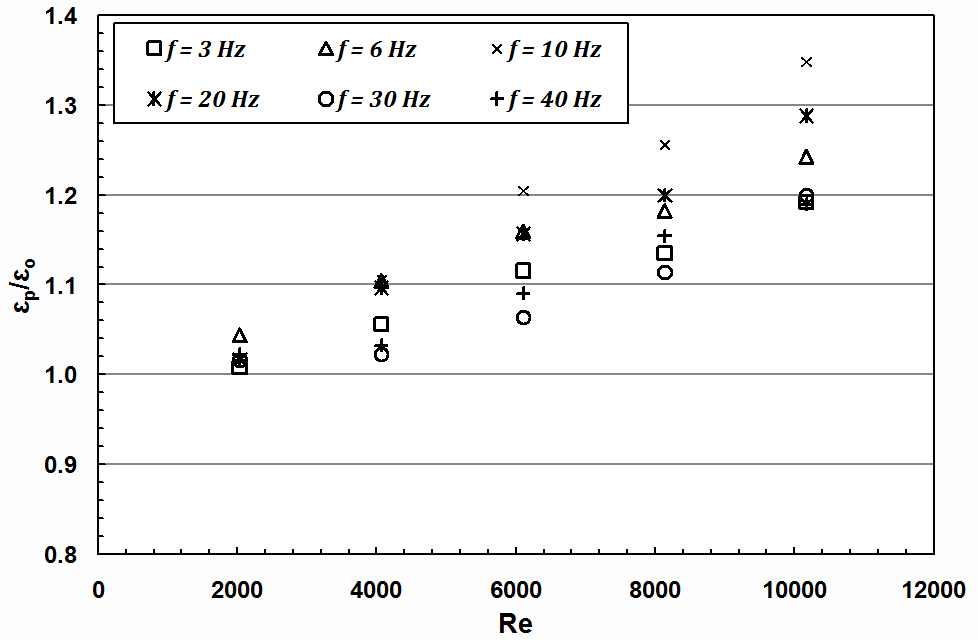 1.4
f = 3 Hz f = 6 Hz f = 10 Hz
f = 20 Hz f = 30 Hz f = 40 Hz
1.3
1.2
1.1
1.0
0.9
0.8
εp/εo
0 2000 4000 6000 8000 10000 12000
Re